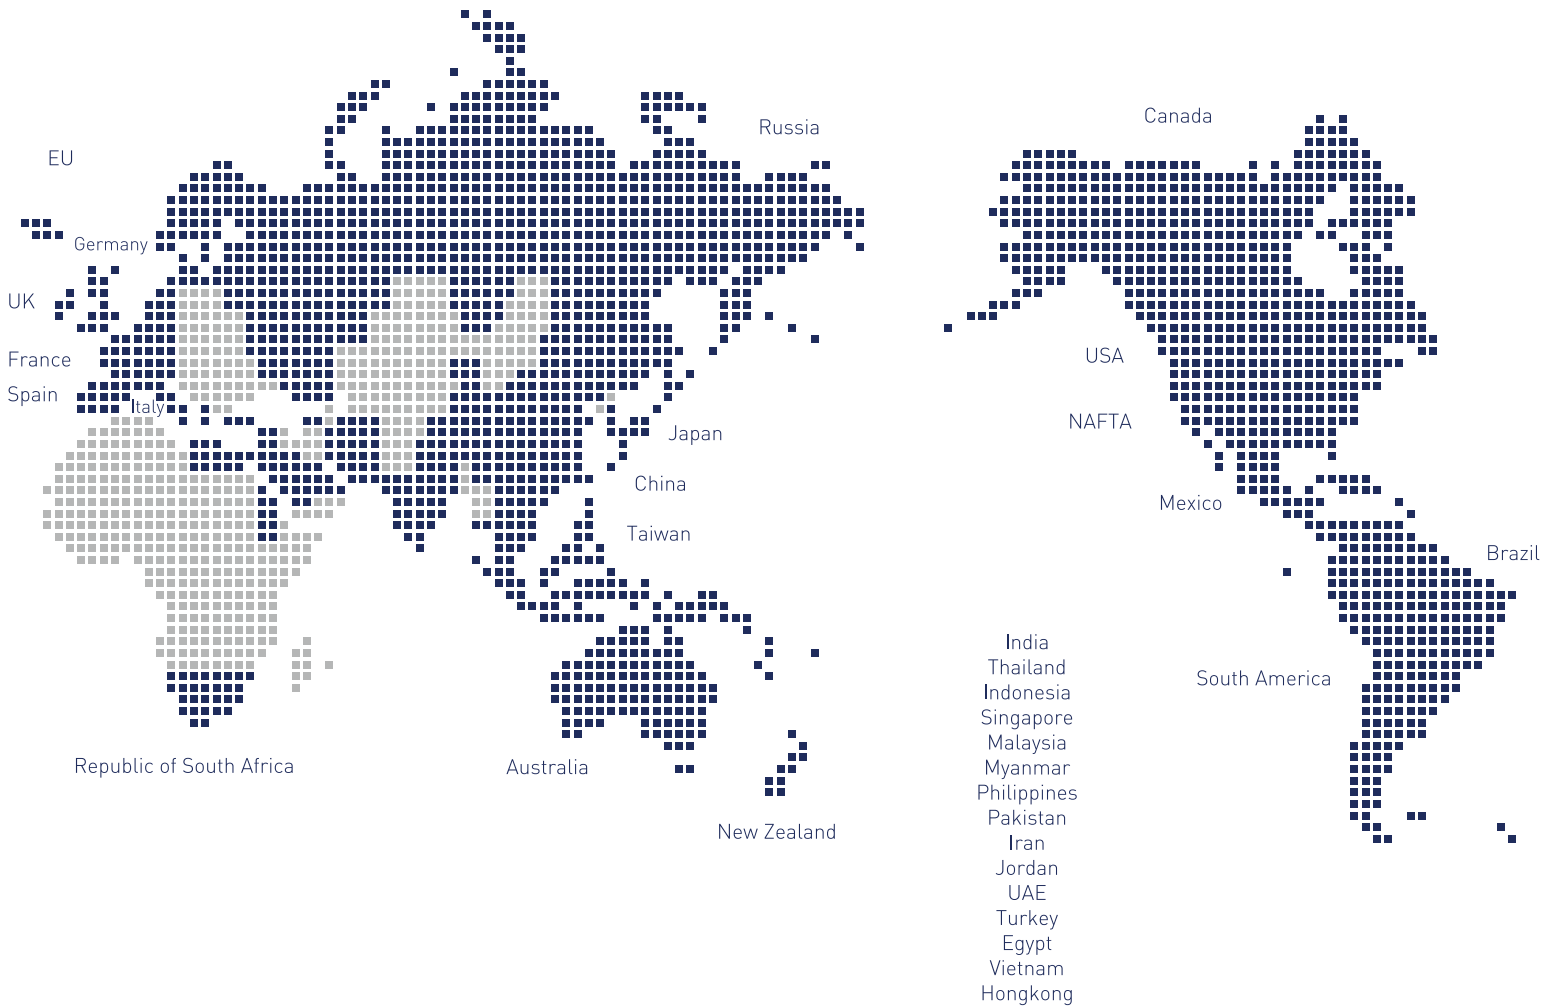 Canada
Russia
EU
Germany
UK
France
USA
Spain
Italy
NAFTA
Japan
China
Mexico
Taiwan
Brazil
South America
Republic of South Africa
Australia
New Zealand
India
Thailand
Indonesia
Singapore
Malaysia
Myanmar
Philippines
Pakistan
Iran
Jordan
UAE
Turkey
Egypt
Vietnam
Hongkong